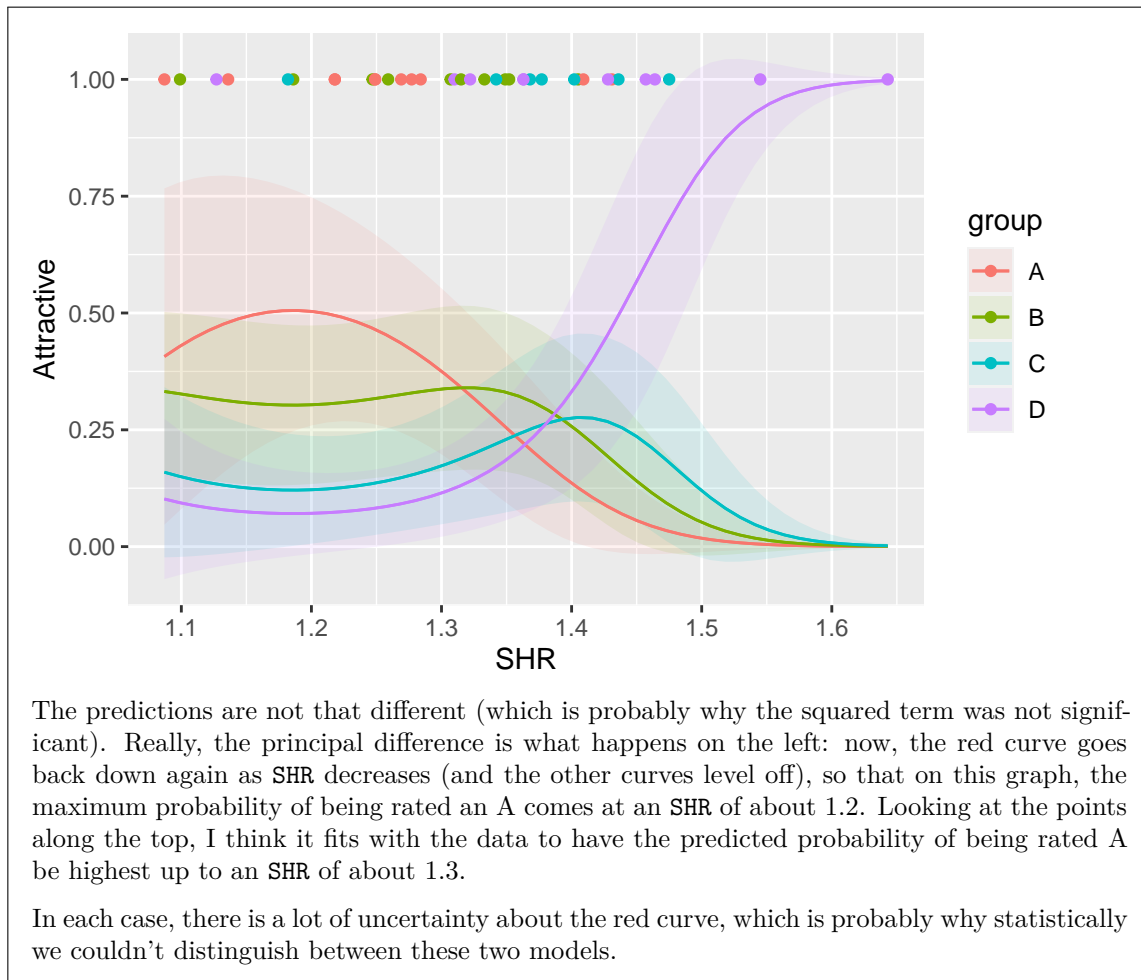 1.00
0.75
0.50
0.25
0.00
Attractive
1.1 1.2 1.3 1.4 1.5 1.6
SHR
group
A
B
C
D
The predictions are not that different (which is probably why the squared term was not signif-
icant). Really, the principal difference is what happens on the left: now, the red curve goes
back down again as SHR decreases (and the other curves level off), so that on this graph, the
maximum probability of being rated an A comes at an SHR of about 1.2. Looking at the points
along the top, I think it fits with the data to have the predicted probability of being rated A
be highest up to an SHR of about 1.3.
In each case, there is a lot of uncertainty about the red curve, which is probably why statistically
we couldn't distinguish between these two models.